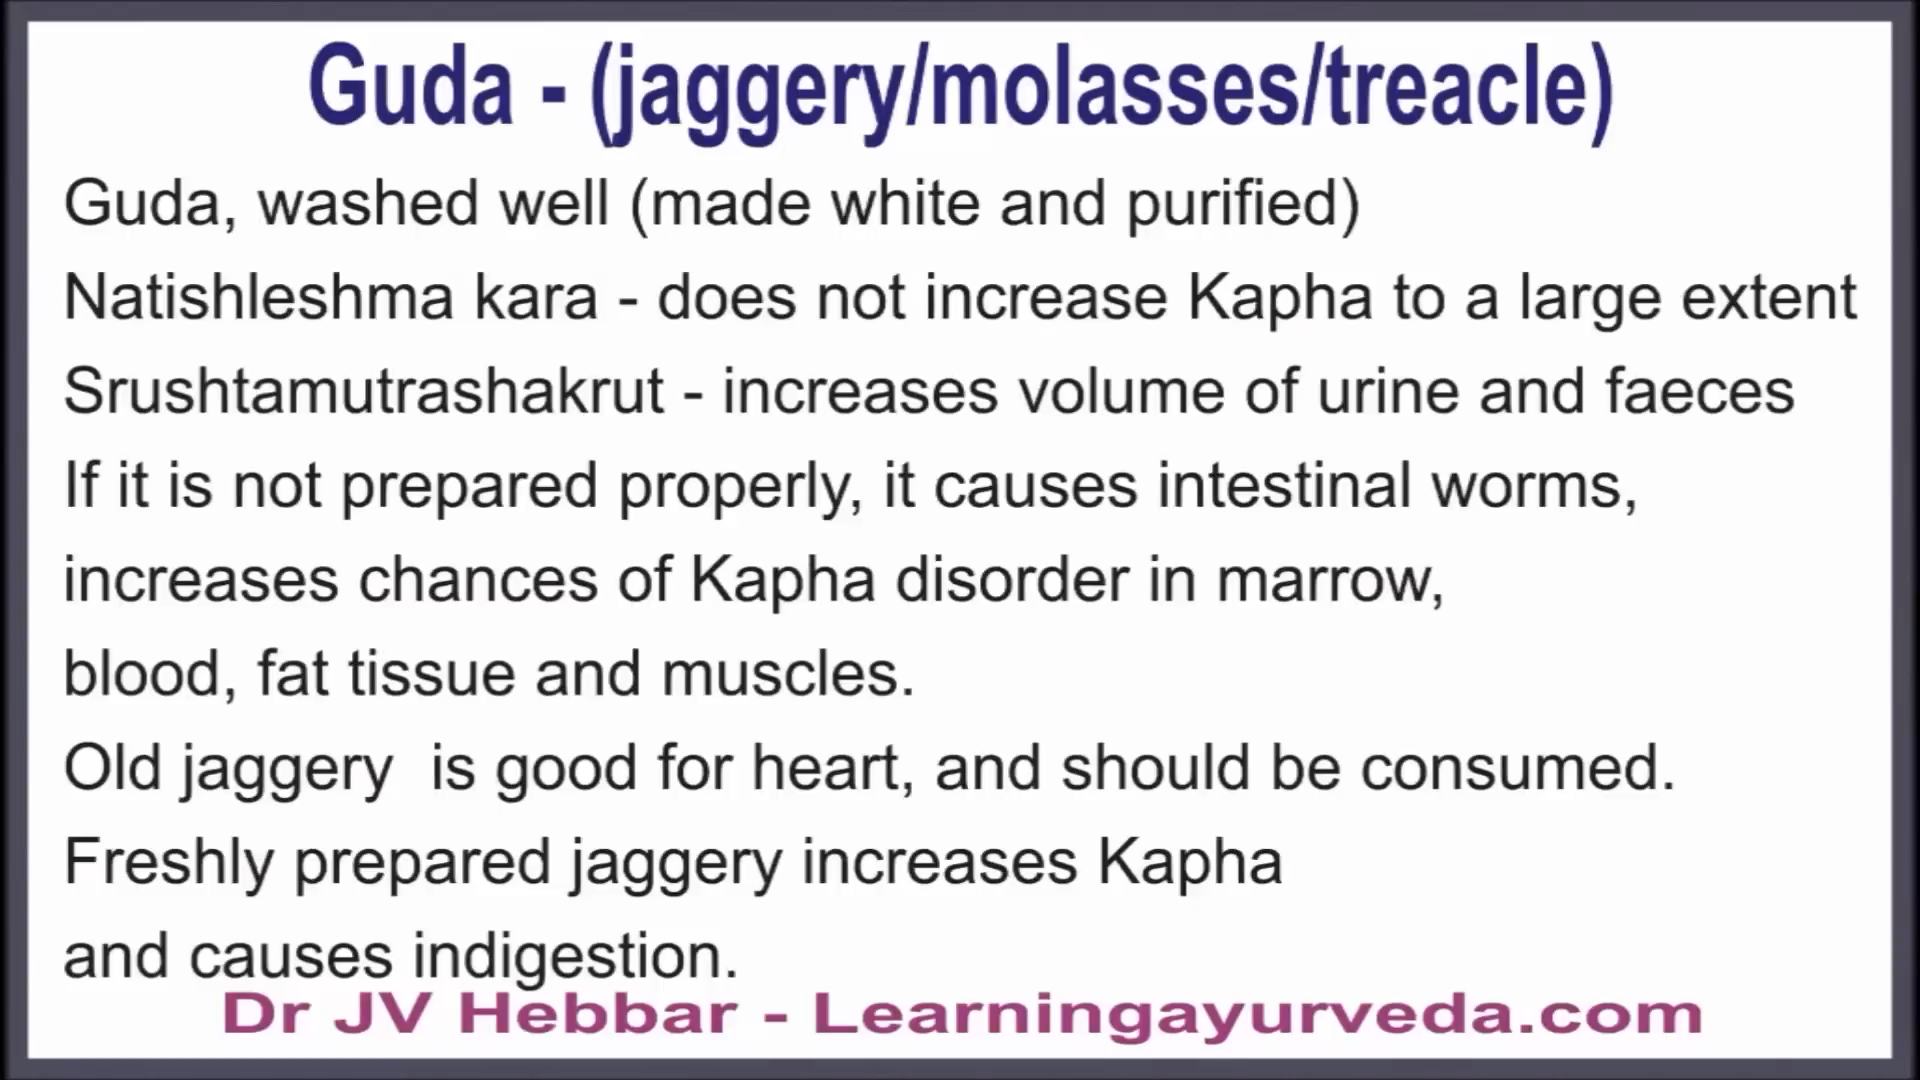 Guda - (jaggery/molasses/treacle)
Guda, washed well (made white and purified)
Natishleshma kara - does not increase Kapha to a large extent
Srushtamutrashakrut - increases volume of urine and faeces
If it is not prepared properly, it causes intestinal worms,
increases chances of Kapha disorder in marrow,
blood, fat tissue and muscles.
Old jaggery  is good for heart, and should be consumed.
Freshly prepared jaggery increases Kapha
and causes indigestion.
Dr JV Hebbar - Learningayurveda.com